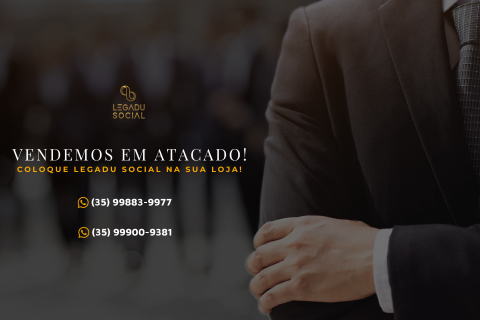 LEGADU
SOCIAL
VENDEMOS EM ATACADO!
COLOQUE LEGADU SOCIAL NA SUA LOJA!
(35) 99883-9977
(35) 99900-9381